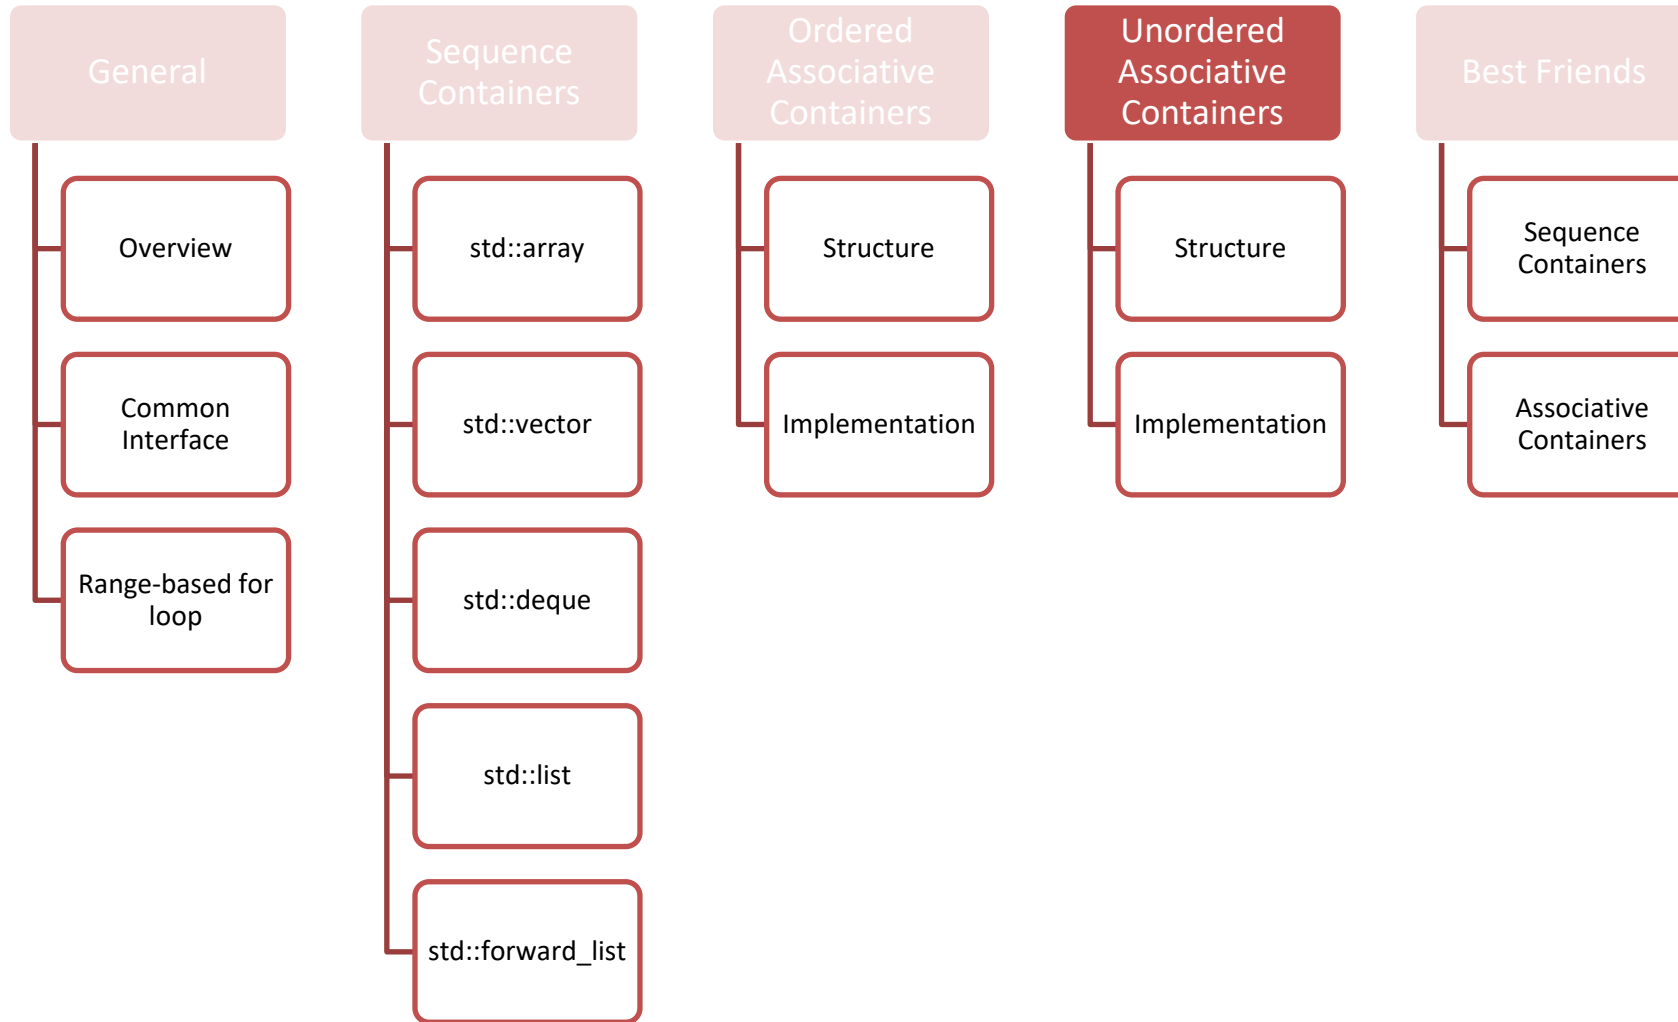 General
Overview
Common
Interface
Range-based for
loop
Sequence
Containers
std::array
std::vector
std::deque
std::list
std::forward_list
Ordered
Associative
Containers
Structure
Implementation
Unordered
Associative
Containers
Structure
Implementation
Best Friends
Sequence
Containers
Associative
Containers